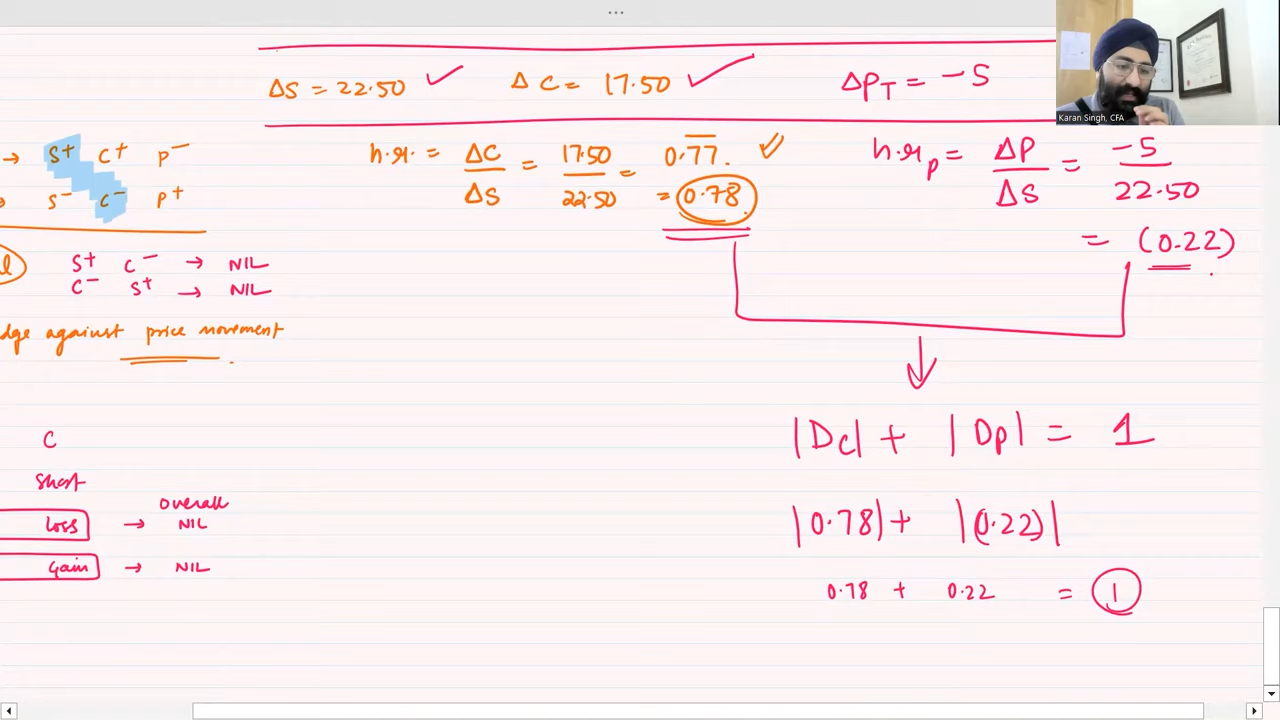 ΔS = 22.50 ✓ ΔC = 17.50 ✓ ΔP_T = -5
Karan Singh, CFA
→ S+ C+ P-
S- C- P+
h.r. = ΔC/ΔS = 17.50/22.50 = 0.77. ✓
= 0.78
h.r_p = ΔP/ΔS = -5/22.50
= (0.22)
S+ C- → NIL
C- S+ → NIL
dge against price movement
|Dc| + |Dp| = 1
C
Short
overall
loss → NIL
|0.78| + |(0.22)|
Gain → NIL
0.78 + 0.22 = 1